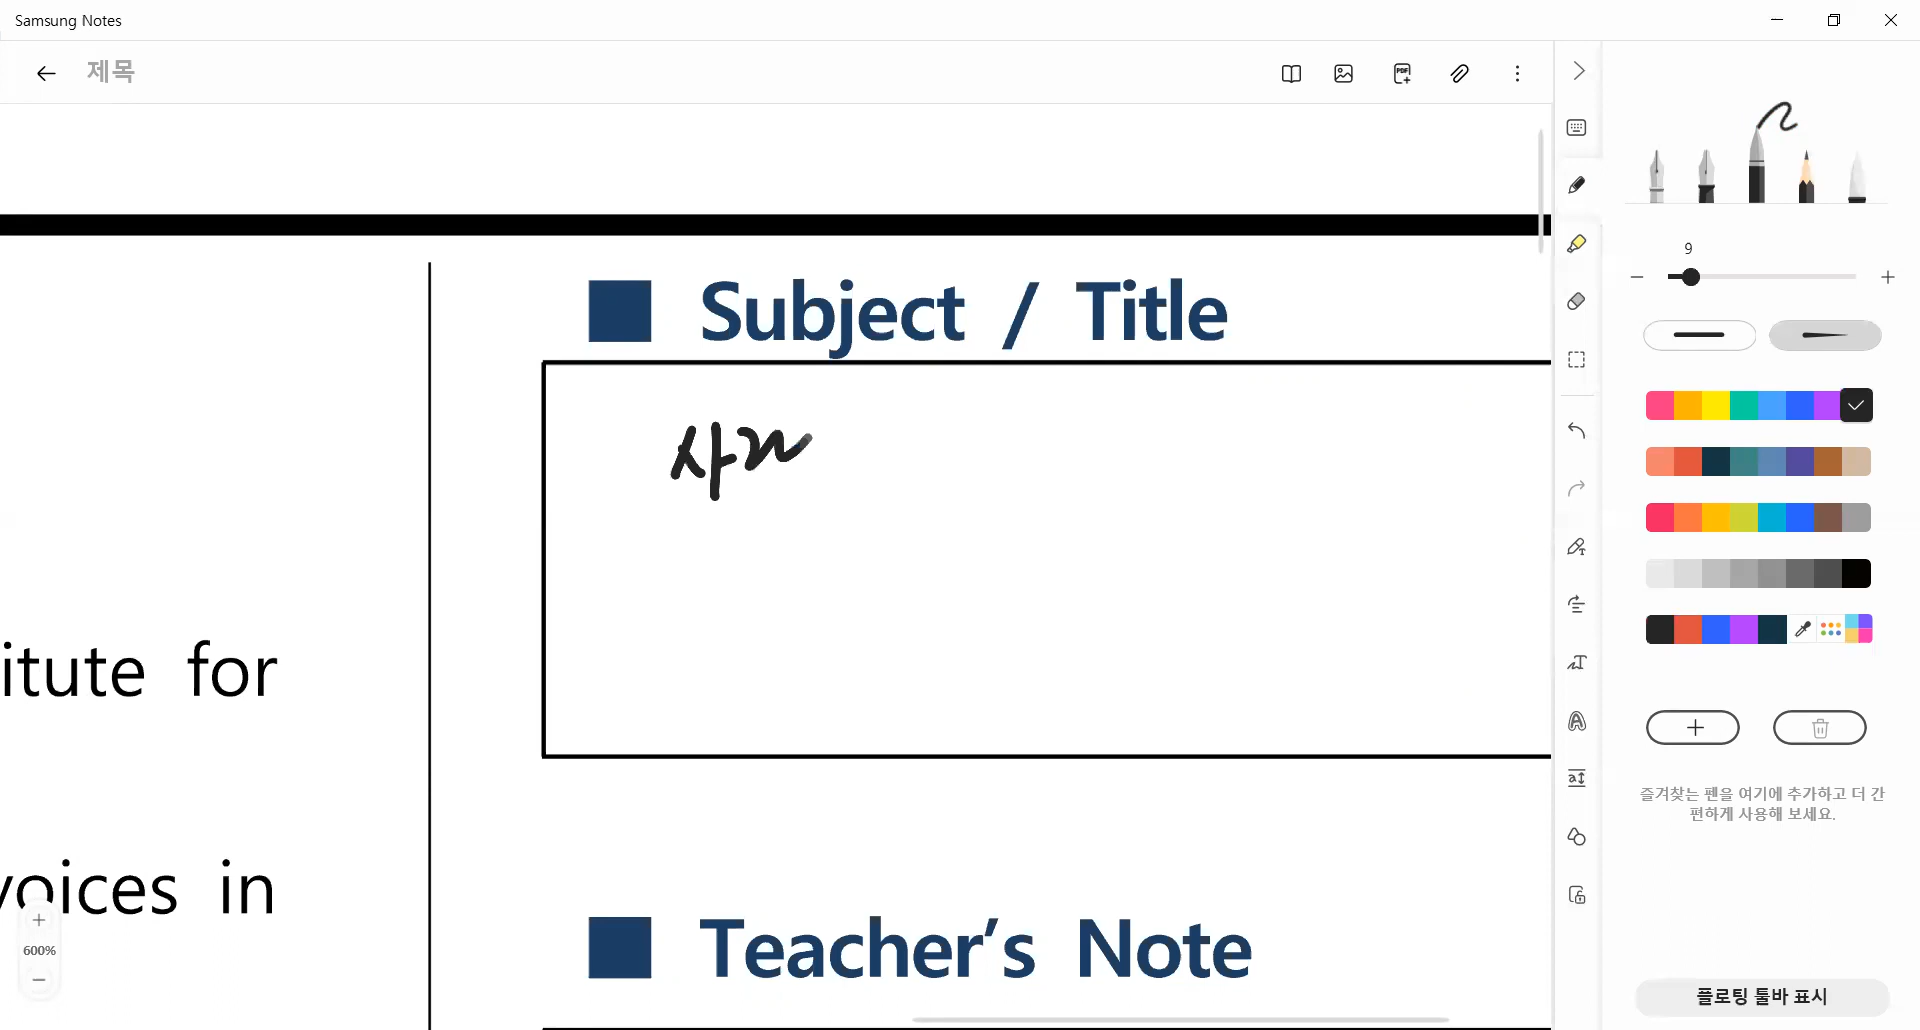 Samsung Notes
제목
9
Subject / Title
itute for
voices in
600%
Teacher’s Note
즐겨찾는 펜을 여기에 추가하고 더 간
편하게 사용해 보세요.
플로팅 툴바 표시